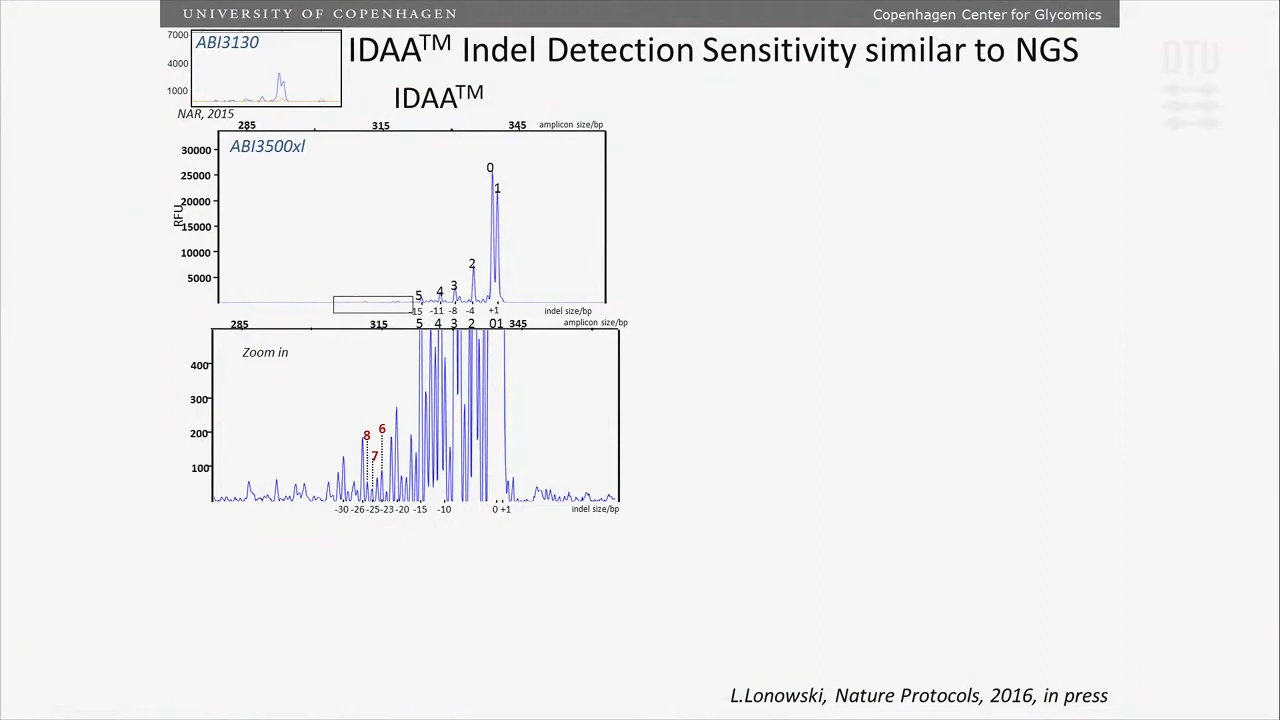 UNIVERSITY OF COPENHAGEN
Copenhagen Center for Glycomics
IDAA™ Indel Detection Sensitivity similar to NGS
7000
ABI3130
4000
1000
IDAA™
NAR, 2015
285 315 345 amplicon size/bp
ABI3500xl
30000
25000
20000
15000
10000
5000
RFU
0
1
2
3
4
5
-15 -11 -8 -4 +1 indel size/bp
285 315 5 4 3 2 01 345 amplicon size/bp
Zoom in
400
300
200
100
8
7
6
-30 -26 -25 -23 -20 -15 -10 0 +1 indel size/bp
L.Lonowski, Nature Protocols, 2016, in press
DTU